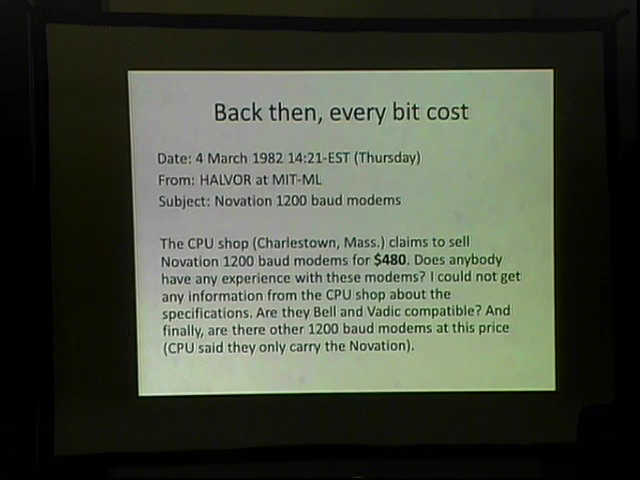 Back then, every bit cost
Date: 4 March 1982 14:21-EST (Thursday)
From: HALVOR at MIT-ML
Subject: Novation 1200 baud modems
The CPU shop (Charlestown, Mass.) claims to sell
Novation 1200 baud modems for $480. Does anybody
have any experience with these modems? I could not get
any information from the CPU shop about the
specifications. Are they Bell and Vadic compatible? And
finally, are there other 1200 baud modems at this price
(CPU said they only carry the Novation).